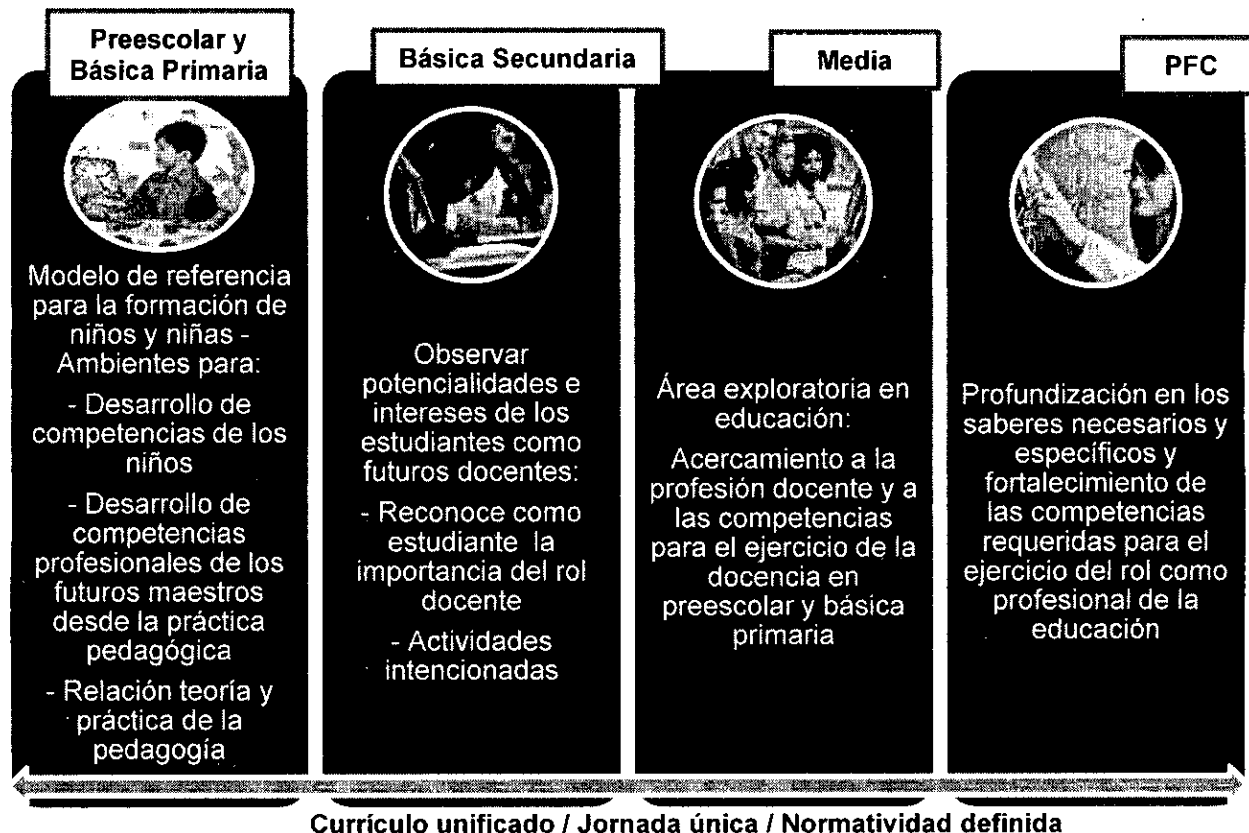 Preescolar y
Básica Primaria
Modelo de referencia
para la formación de
niños y niñas -
Ambientes para:
- Desarrollo de
competencias de los
niños
- Desarrollo de
competencias
profesionales de los
futuros maestros
desde la práctica
pedagógica
- Relación teoría y
práctica de la
pedagogía
Básica Secundaria
Observar
potencialidades e
intereses de los
estudiantes como
futuros docentes:
- Reconoce como
estudiante la
importancia del rol
docente
- Actividades
intencionadas
Media
Área exploratoria en
educación:
Acercamiento a la
profesión docente y a
las competencias
para el ejercicio de la
docencia en
preescolar y básica
primaria
PFC
Profundización en los
saberes necesarios y
específicos y
fortalecimiento de
las competencias
requeridas para el
ejercicio del rol como
profesional de la
educación
Currículo unificado / Jornada única / Normatividad definida